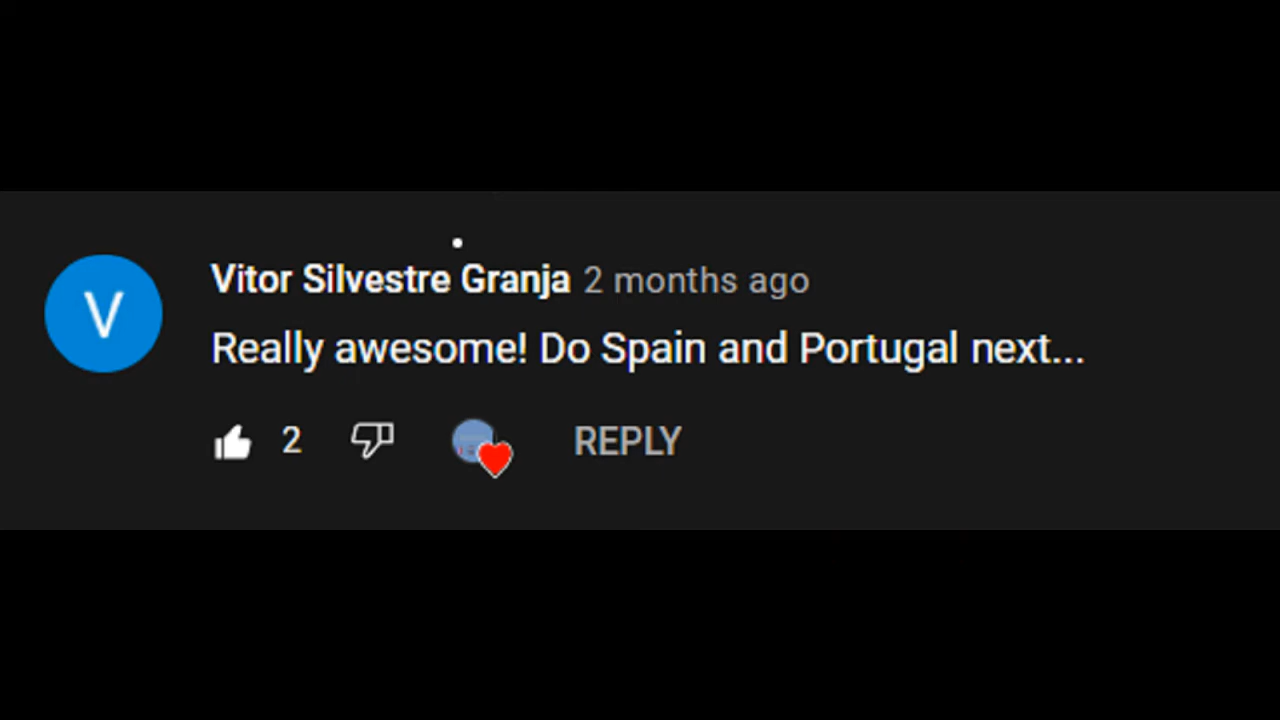 V
Vitor Silvestre Granja 2 months ago
Really awesome! Do Spain and Portugal next...
2 REPLY